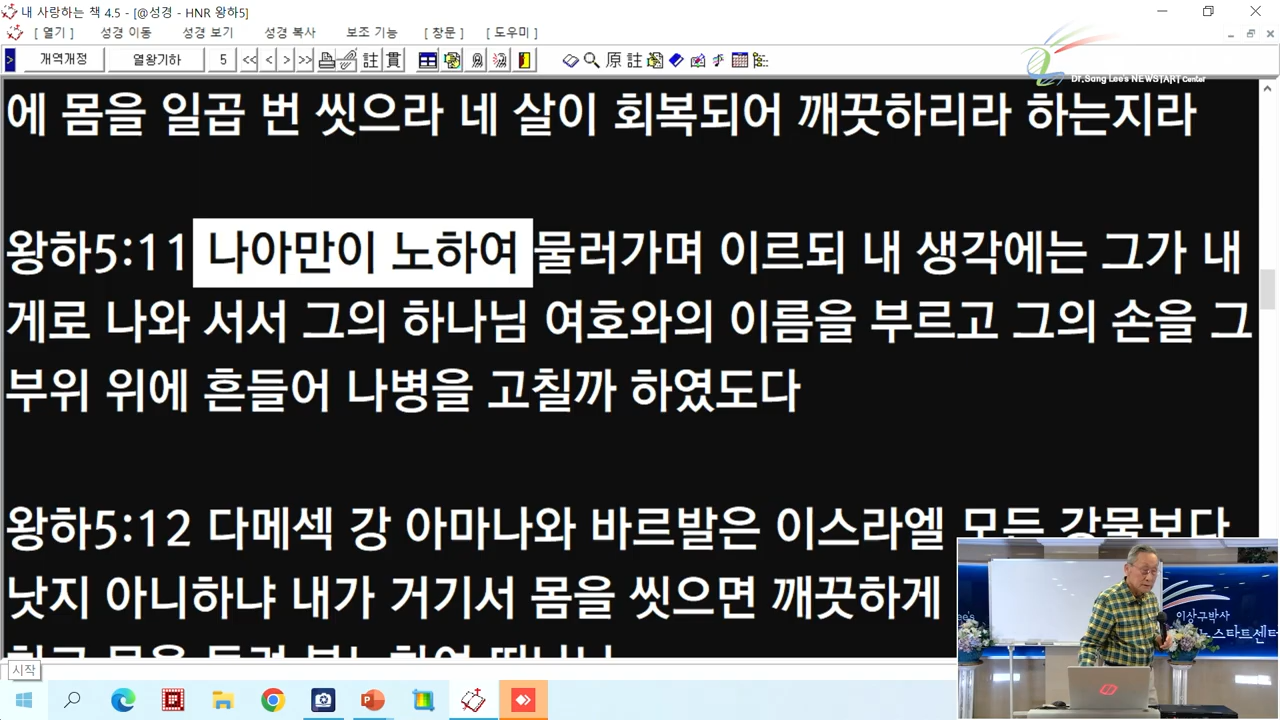 내 사랑하는 책 4.5 - [@성경 - HNR 왕하5]
[ 열기 ] 성경 이동 성경 보기 성경 복사 보조 기능 [ 창문 ] [ 도우미 ]
개역개정 열왕기하 5 << < > >> 註 貫 原 註
Dr.Sang Lee's NEWSTART Center
에 몸을 일곱 번 씻으라 네 살이 회복되어 깨끗하리라 하는지라
왕하5:11 나아만이 노하여 물러가며 이르되 내 생각에는 그가 내
게로 나와 서서 그의 하나님 여호와의 이름을 부르고 그의 손을 그
부위 위에 흔들어 나병을 고칠까 하였도다
왕하5:12 다메섹 강 아마나와 바르발은 이스라엘 모든 강물보다
낫지 아니하냐 내가 거기서 몸을 씻으면 깨끗하게
이상구박사
스타트센터
시작